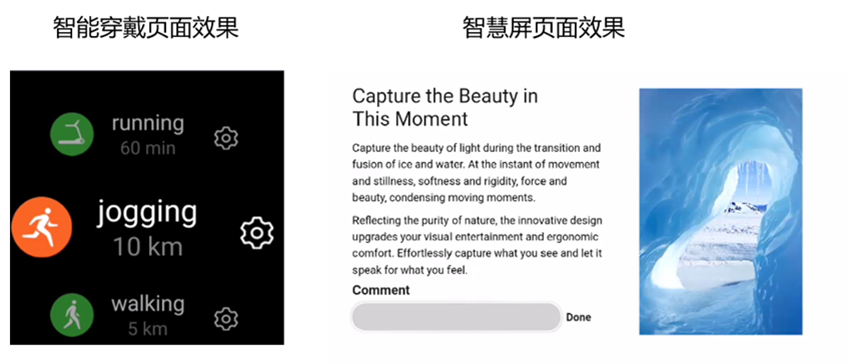 智能穿戴页面效果
智慧屏页面效果
running
60 min
jogging
10 km
walking
5 km
Capture the Beauty in
This Moment
Capture the beauty of light during the transition and
fusion of ice and water. At the instant of movement
and stillness, softness and rigidity, force and
beauty, condensing moving moments.
Reflecting the purity of nature, the innovative design
upgrades your visual entertainment and ergonomic
comfort. Effortlessly capture what you see and let it
speak for what you feel.
Comment
Done